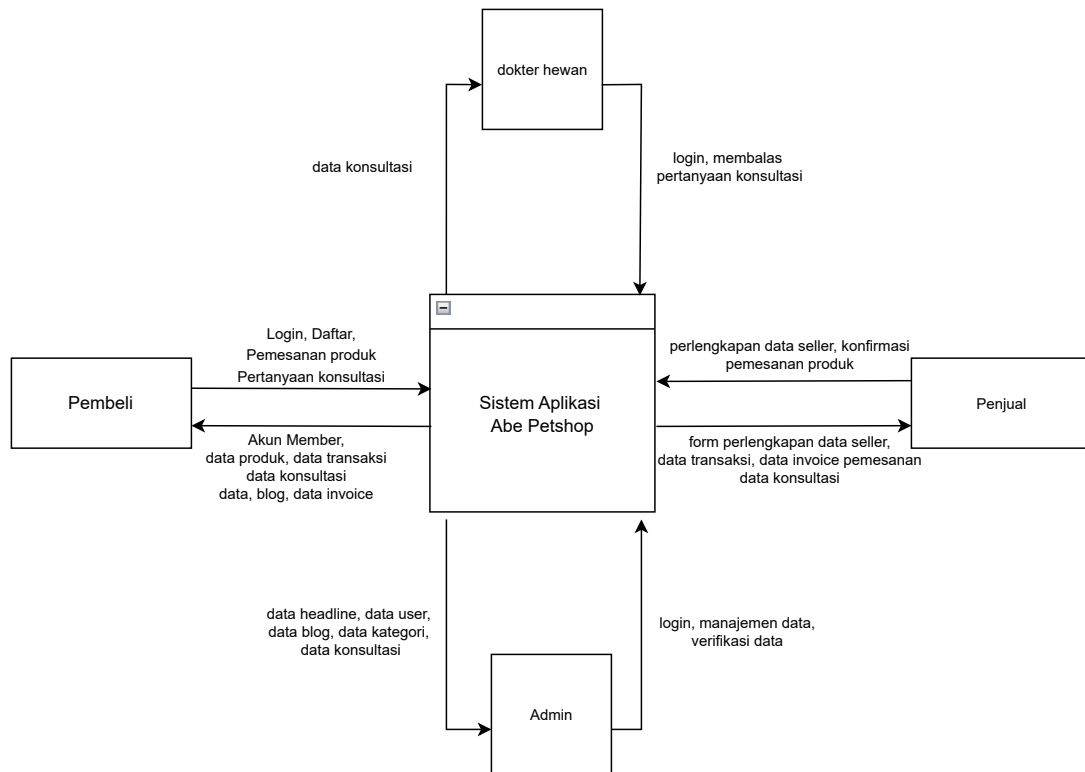 dokter hewan
data konsultasi
login, membalas
pertanyaan konsultasi
Login, Daftar,
Pemesanan produk
Pertanyaan konsultasi
Pembeli
Akun Member,
data produk, data transaksi
data konsultasi
data, blog, data invoice
Sistem Aplikasi
Abe Petshop
perlengkapan data seller, konfirmasi
pemesanan produk
Penjual
form perlengkapan data seller,
data transaksi, data invoice pemesanan
data konsultasi
data headline, data user,
data blog, data kategori,
data konsultasi
login, manajemen data,
verifikasi data
Admin